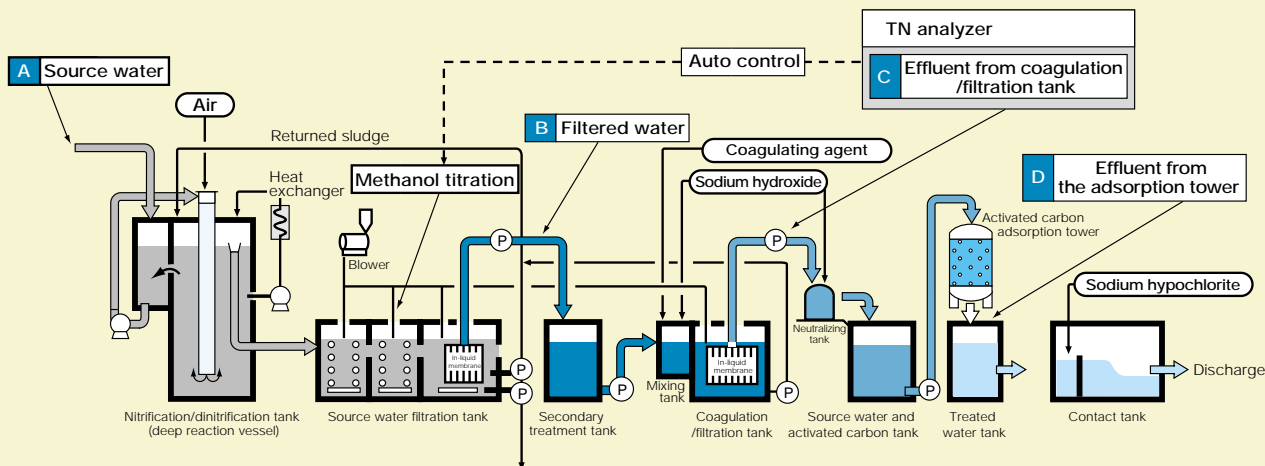 TN analyzer
C Effluent from coagulation
/filtration tank
Auto control
A Source water
Air
Returned sludge
B Filtered water
Coagulating agent
Sodium hydroxide
D Effluent from
the adsorption tower
Heat
exchanger
Methanol titration
Blower
P
P
Activated carbon
adsorption tower
Sodium hypochlorite
Neutralizing
tank
In-liquid
membrane
In-liquid
membrane
P
P
P
P
P
Mixing
tank
Discharge
Nitrification/dinitrification tank
(deep reaction vessel)
Source water filtration tank
Secondary
treatment tank
Coagulation
/filtration tank
Source water and
activated carbon tank
Treated
water tank
Contact tank